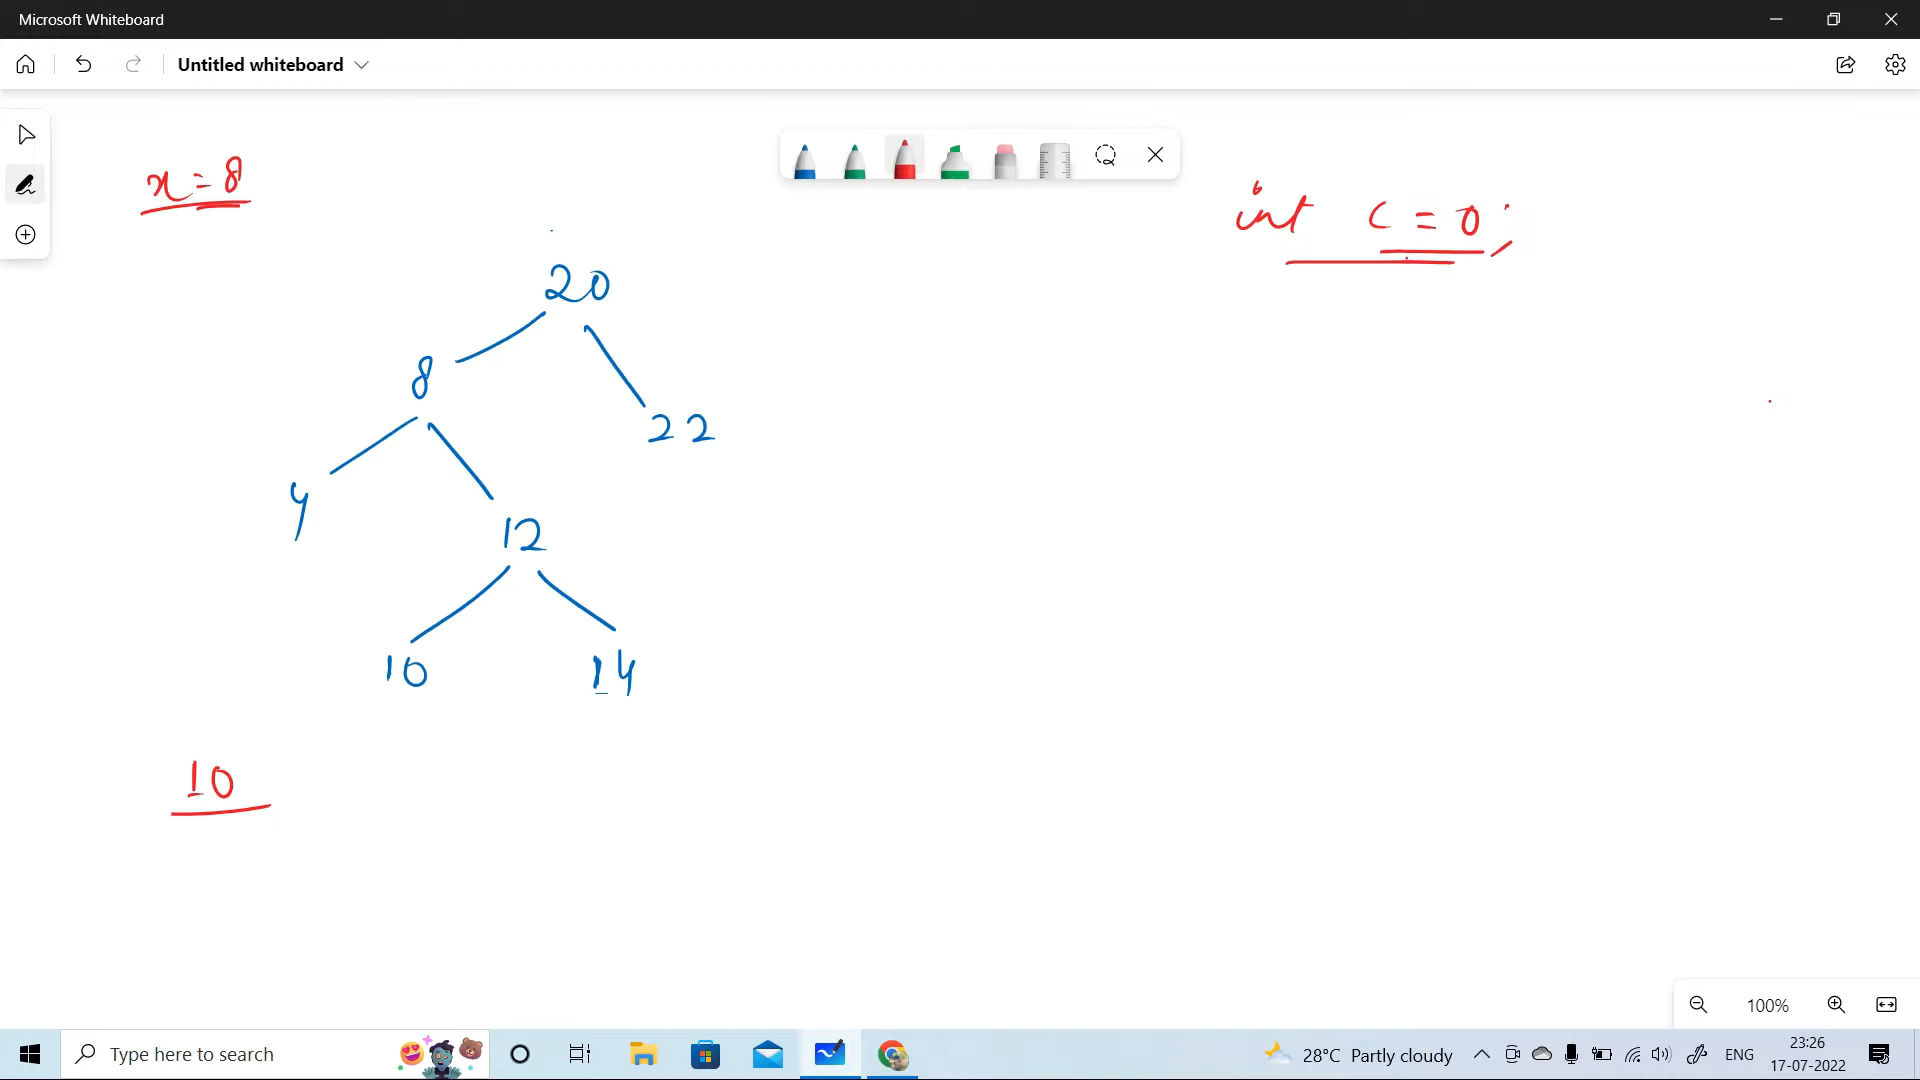 Microsoft Whiteboard
Untitled whiteboard
x = 8
int c = 0;
20
8
22
4
12
10
14
10
100%
Type here to search
28°C Partly cloudy
ENG
23:26
17-07-2022